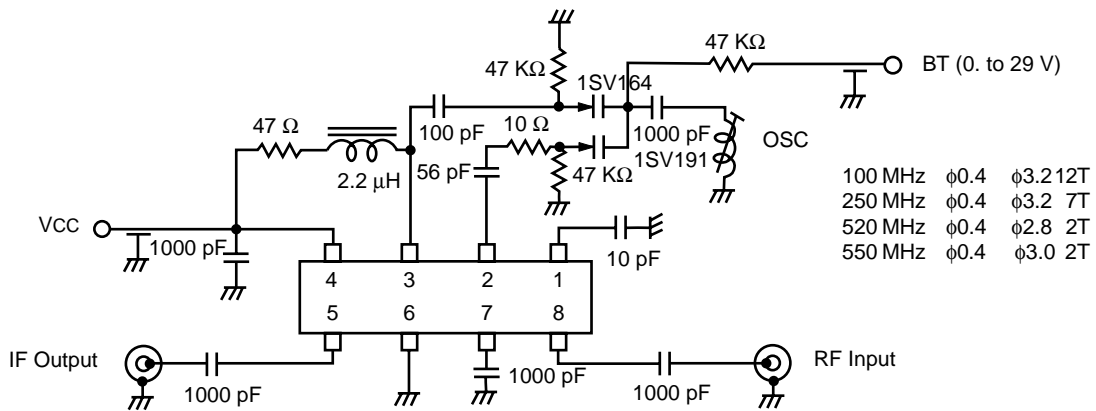 47 KΩ
47 KΩ
BT (0. to 29 V)
1SV164
100 pF
47 Ω
10 Ω
1000 pF
OSC
1SV191
2.2 μH
56 pF
47 KΩ
100 MHz ϕ0.4 ϕ3.2 12T
250 MHz ϕ0.4 ϕ3.2 7T
520 MHz ϕ0.4 ϕ2.8 2T
550 MHz ϕ0.4 ϕ3.0 2T
VCC
1000 pF
10 pF
4 3 2 1
5 6 7 8
IF Output
1000 pF
1000 pF
1000 pF
RF Input